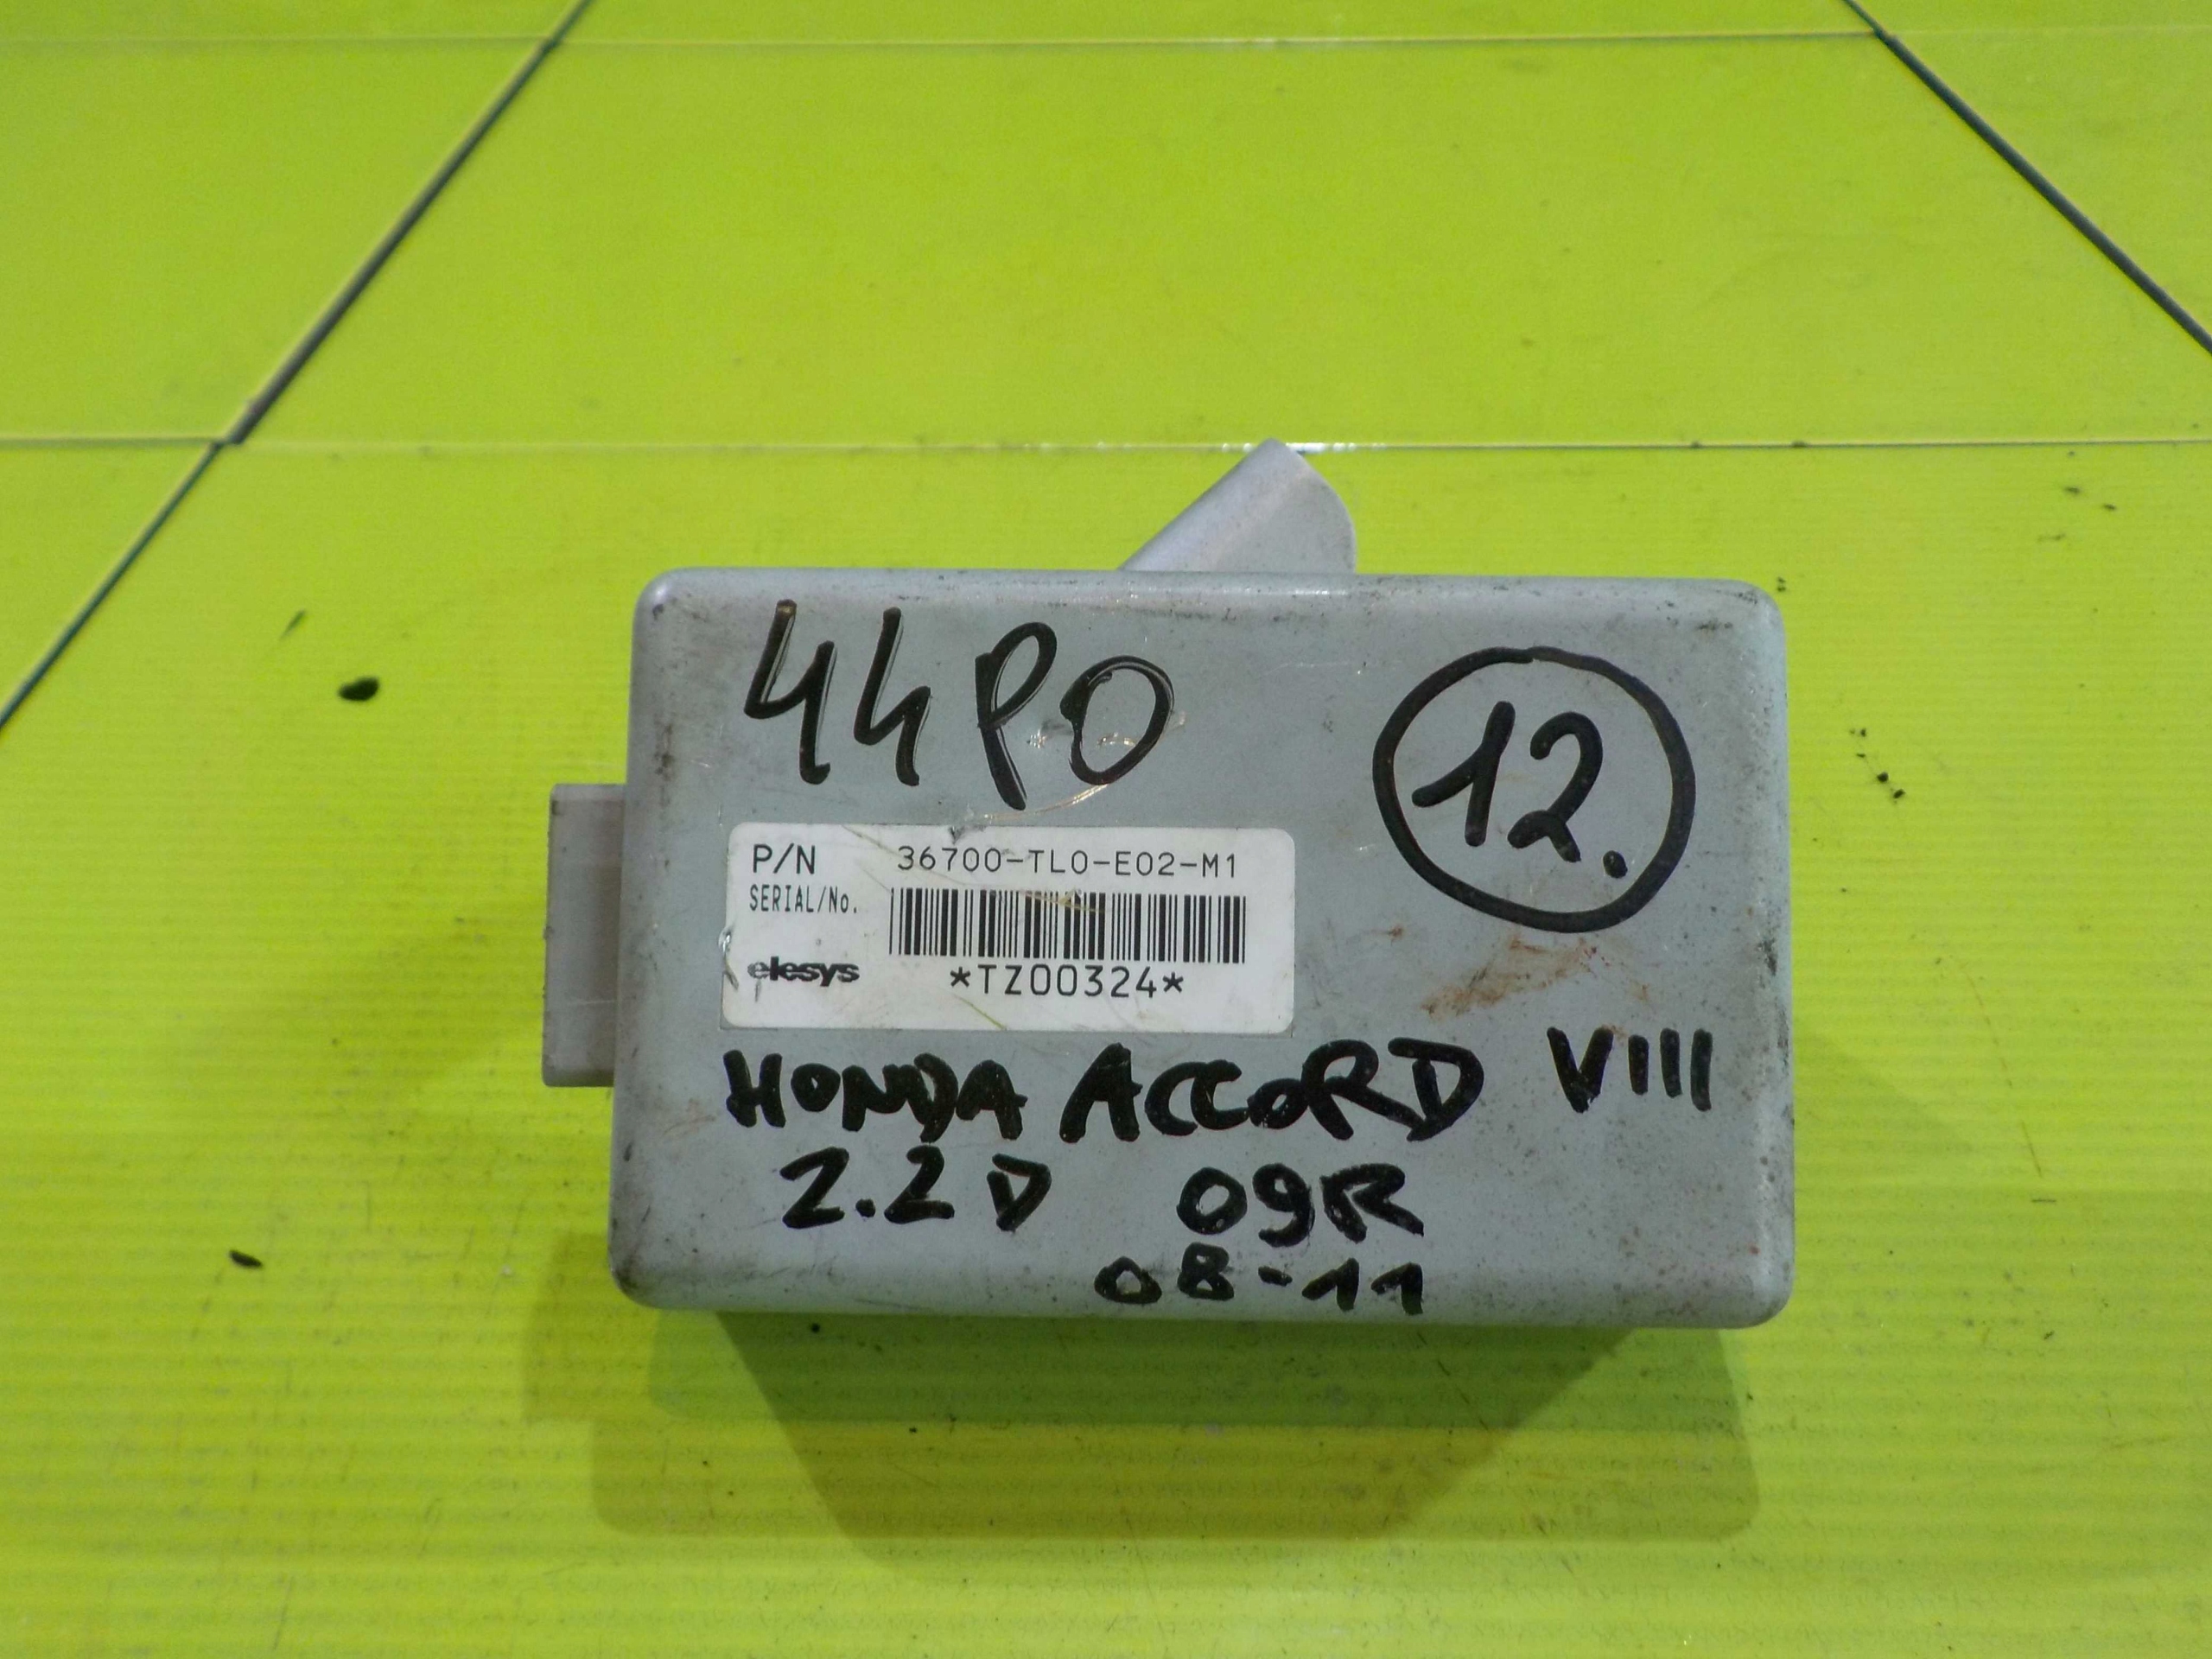 44PO
12.
P/N 36700-TL0-E02-M1
SERIAL/No.
elesys *TZ00324*
HONDA ACCORD VIII
2.2D 09R
08-11